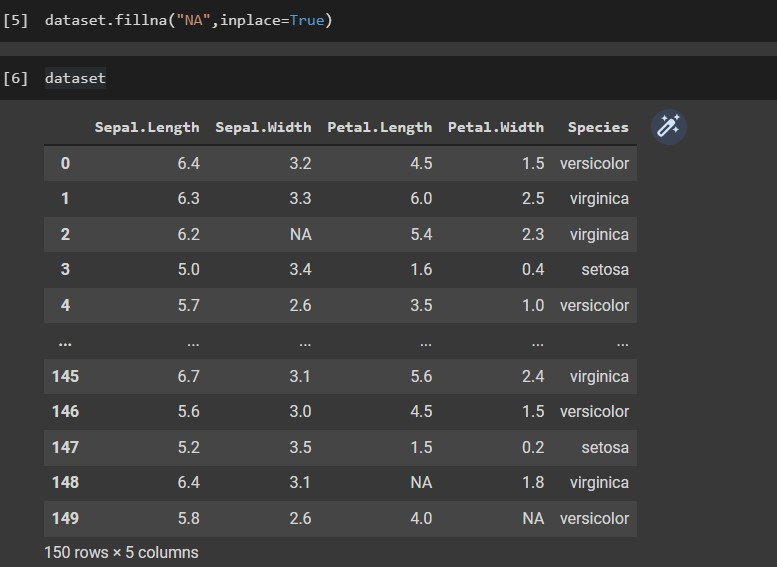 [5] dataset.fillna("NA",inplace=True)
[6] dataset
Sepal.Length Sepal.Width Petal.Length Petal.Width Species
0 6.4 3.2 4.5 1.5 versicolor
1 6.3 3.3 6.0 2.5 virginica
2 6.2 NA 5.4 2.3 virginica
3 5.0 3.4 1.6 0.4 setosa
4 5.7 2.6 3.5 1.0 versicolor
... ... ... ... ... ...
145 6.7 3.1 5.6 2.4 virginica
146 5.6 3.0 4.5 1.5 versicolor
147 5.2 3.5 1.5 0.2 setosa
148 6.4 3.1 NA 1.8 virginica
149 5.8 2.6 4.0 NA versicolor
150 rows × 5 columns